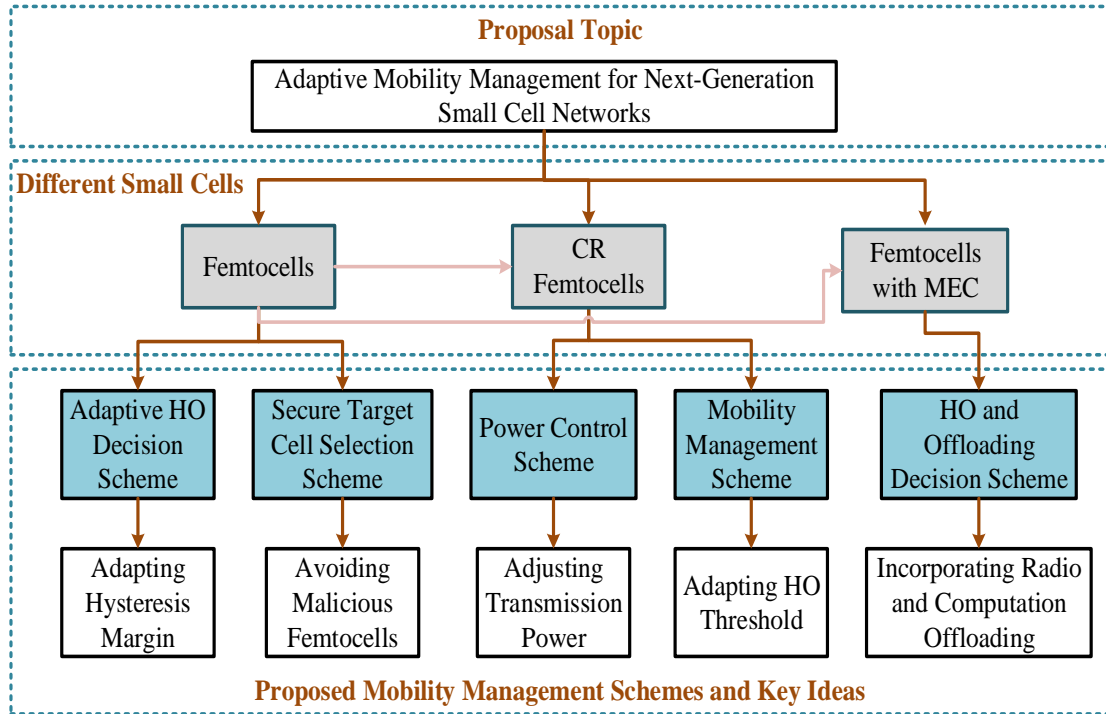 Proposal Topic
Adaptive Mobility Management for Next-Generation
Small Cell Networks
Different Small Cells
Femtocells
CR
Femtocells
Femtocells
with MEC
Adaptive HO
Decision
Scheme
Secure Target
Cell Selection
Scheme
Power Control
Scheme
Mobility
Management
Scheme
HO and
Offloading
Decision Scheme
Adapting
Hysteresis
Margin
Avoiding
Malicious
Femtocells
Adjusting
Transmission
Power
Adapting HO
Threshold
Incorporating Radio
and Computation
Offloading
Proposed Mobility Management Schemes and Key Ideas